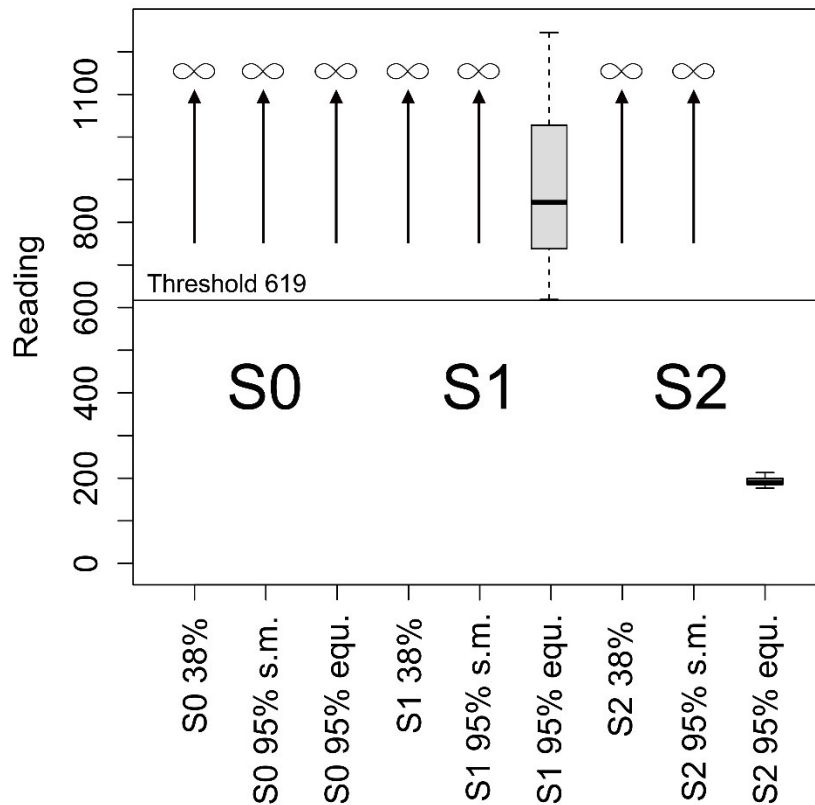 ∞ ∞ ∞ ∞ ∞ ∞ ∞
1100
800
Threshold 619
600
Reading
400
S0 S1 S2
200
0
S0 38%
S0 95% s.m.
S0 95% equ.
S1 38%
S1 95% s.m.
S1 95% equ.
S2 38%
S2 95% s.m.
S2 95% equ.